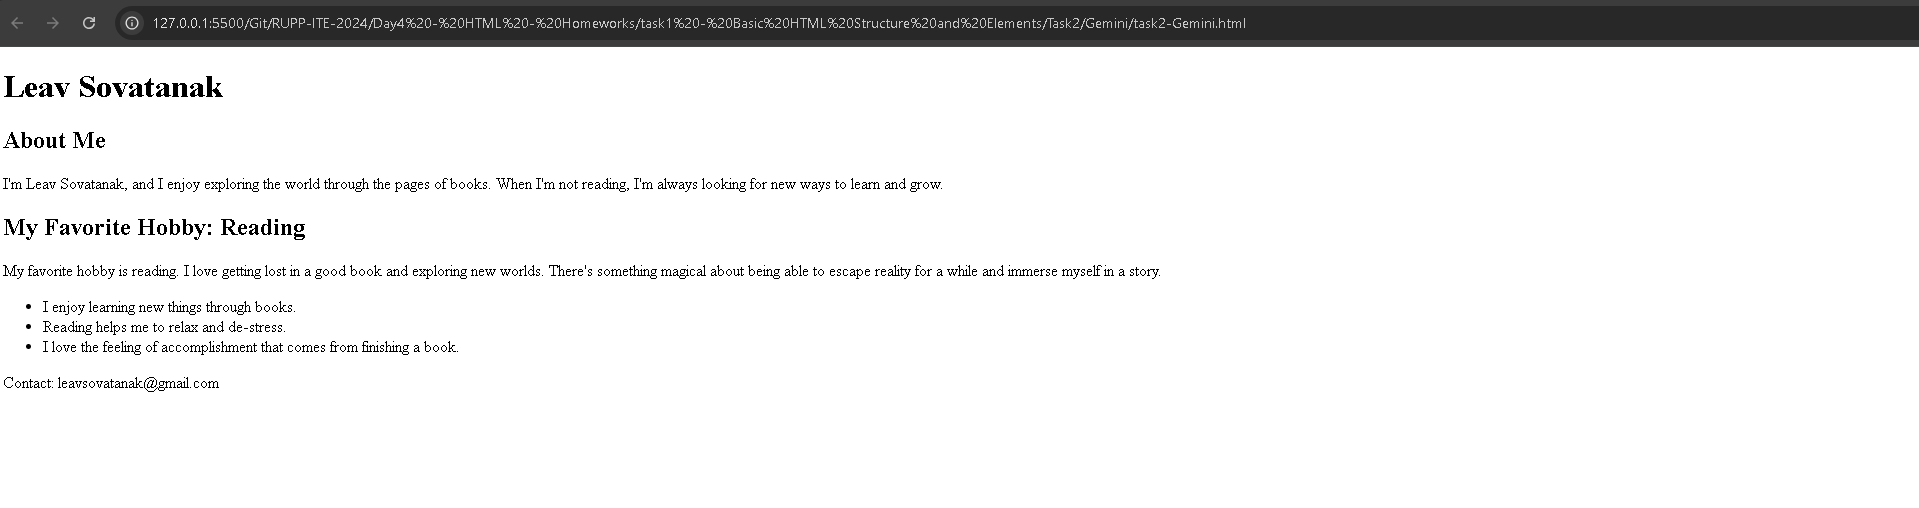 127.0.0.1:5500/Git/RUPP-ITE-2024/Day4%20-%20HTML%20-%20Homeworks/task1%20-%20Basic%20HTML%20Structure%20and%20Elements/Task2/Gemini/task2-Gemini.html
Leav Sovatanak
About Me
I'm Leav Sovatanak, and I enjoy exploring the world through the pages of books. When I'm not reading, I'm always looking for new ways to learn and grow.
My Favorite Hobby: Reading
My favorite hobby is reading. I love getting lost in a good book and exploring new worlds. There's something magical about being able to escape reality for a while and immerse myself in a story.
• I enjoy learning new things through books.
• Reading helps me to relax and de-stress.
• I love the feeling of accomplishment that comes from finishing a book.
Contact: leavsovatanak@gmail.com